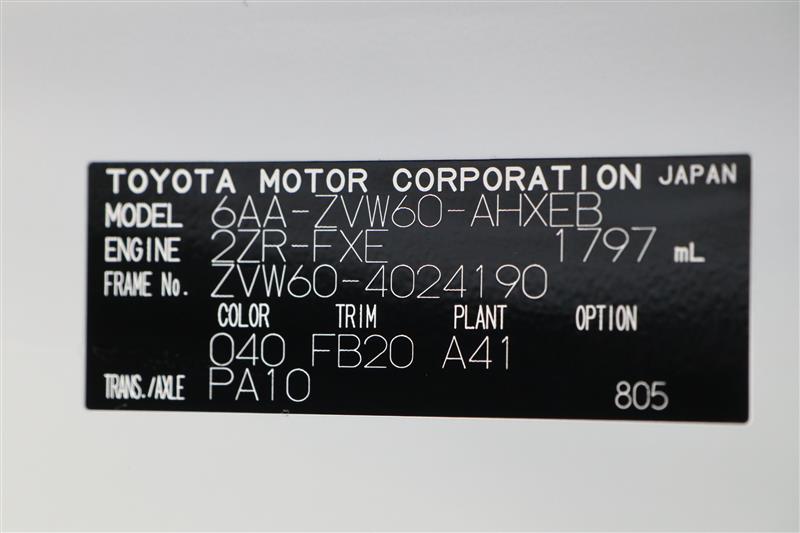 TOYOTA MOTOR CORPORATION JAPAN
MODEL 6AA-ZVW60-AHXEB
ENGINE 2ZR-FXE 1797 mL
FRAME No. ZVW60-4024190
COLOR TRIM PLANT OPTION
040 FB20 A41
TRANS./AXLE PA10 805